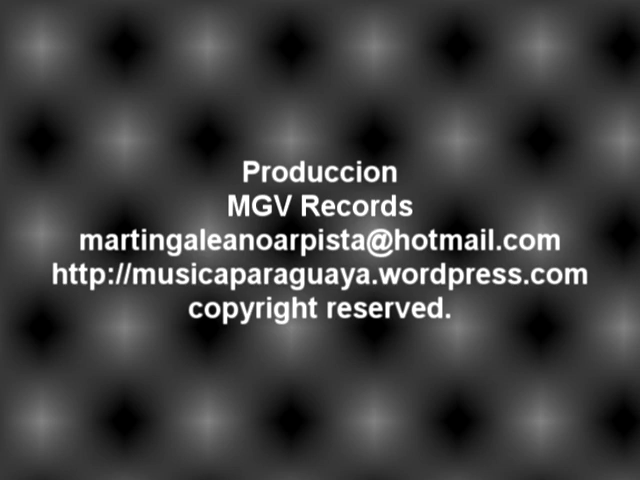 Produccion
MGV Records
martingaleanoarpista@hotmail.com
http://musicaparaguaya.wordpress.com
copyright reserved.